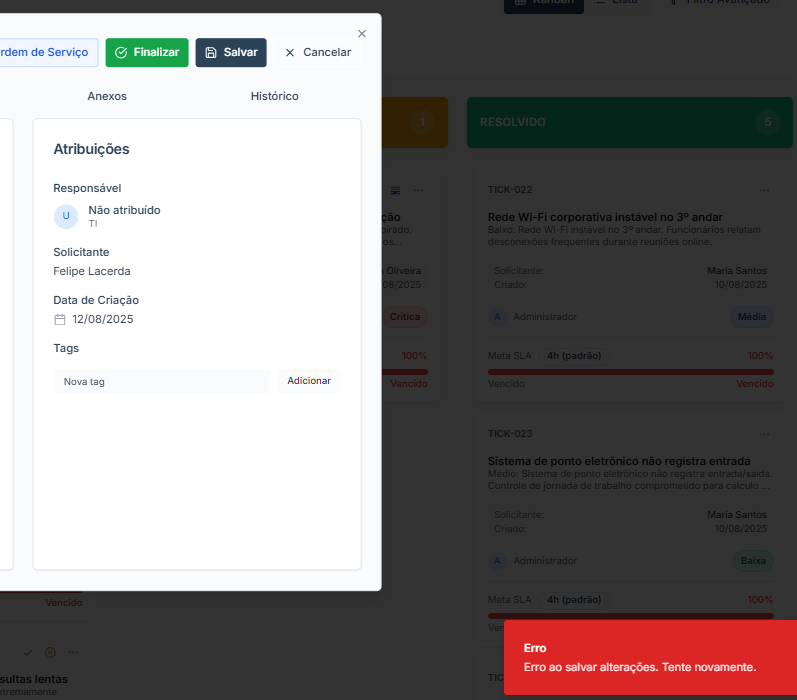 Kanban
Lista
Filtro Avançado
rdem de Serviço
Finalizar
Salvar
Cancelar
Anexos
Histórico
Atribuições
Responsável
U
Não atribuído
TI
Solicitante
Felipe Lacerda
Data de Criação
12/08/2025
Tags
Nova tag
Adicionar
1
ção
pirado.
os...
Oliveira
08/2025
Crítica
100%
Vencido
RESOLVIDO
5
TICK-022
Rede Wi-Fi corporativa instável no 3º andar
Baixo: Rede Wi-Fi instável no 3º andar. Funcionários relatam
desconexões frequentes durante reuniões online.
Solicitante:
Maria Santos
Criado:
10/08/2025
A
Administrador
Média
Meta SLA
4h (padrão)
100%
Vencido
Vencido
TICK-023
Sistema de ponto eletrônico não registra entrada
Médio: Sistema de ponto eletrônico não registra entrada/saída.
Controle de jornada de trabalho comprometido para cálculo ...
Solicitante:
Maria Santos
Criado:
10/08/2025
A
Administrador
Baixa
Meta SLA
4h (padrão)
100%
Ven
TIC
Vencido
sultas lentas
xtremamente
Erro
Erro ao salvar alterações. Tente novamente.